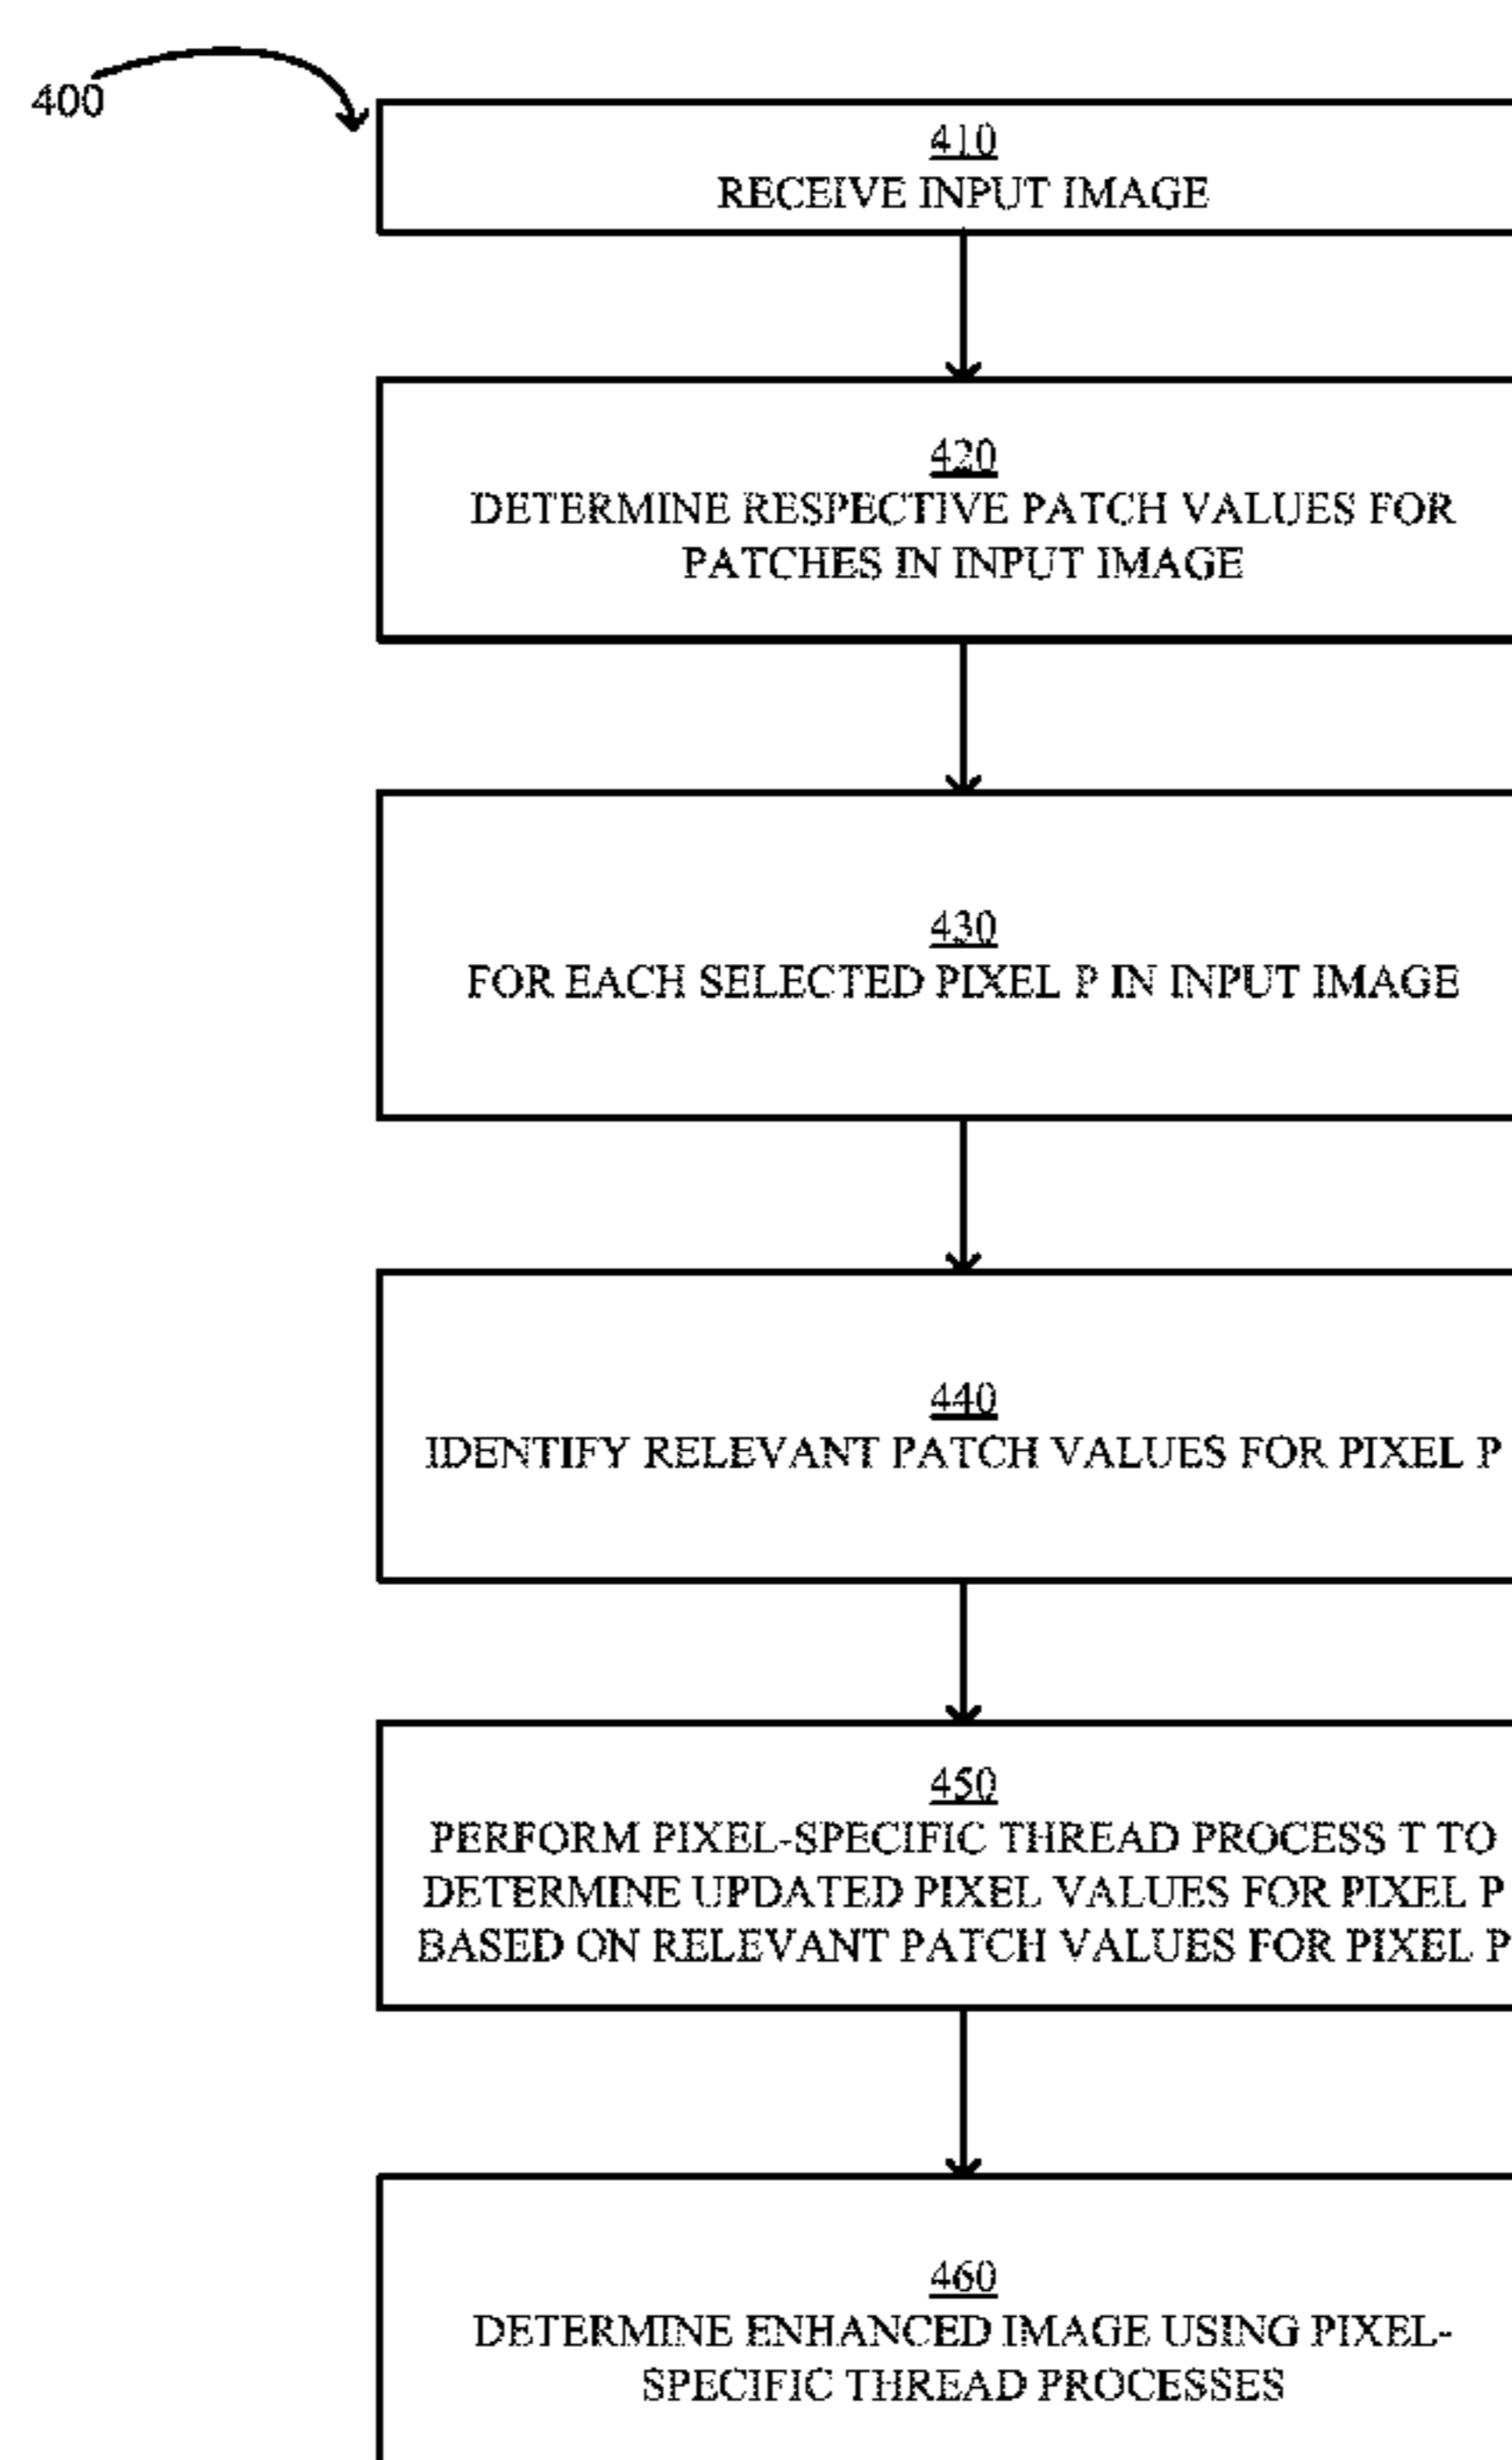 400
410
RECEIVE INPUT IMAGE
420
DETERMINE RESPECTIVE PATCH VALUES FOR
PATCHES IN INPUT IMAGE
430
FOR EACH SELECTED PIXEL P IN INPUT IMAGE
440
IDENTIFY RELEVANT PATCH VALUES FOR PIXEL P
450
PERFORM PIXEL-SPECIFIC THREAD PROCESS T TO
DETERMINE UPDATED PIXEL VALUES FOR PIXEL P
BASED ON RELEVANT PATCH VALUES FOR PIXEL P
460
DETERMINE ENHANCED IMAGE USING PIXEL-
SPECIFIC THREAD PROCESSES